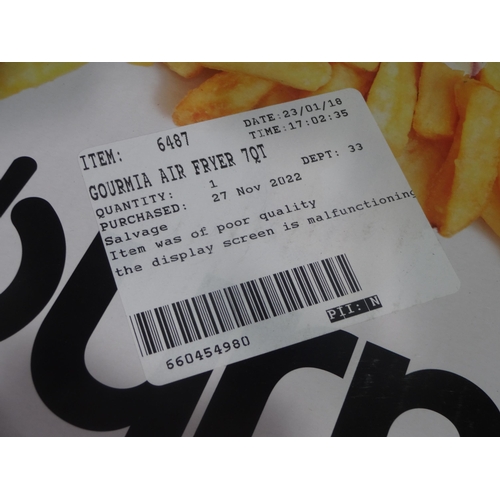 DATE:23/01/18
ITEM: 6487 TIME:17:02:35
GOURMIA AIR FRYER 7QT
QUANTITY: 1 DEPT: 33
PURCHASED: 27 Nov 2022
Salvage
Item was of poor quality
the display screen is malfunctioning
660454980 PII: N